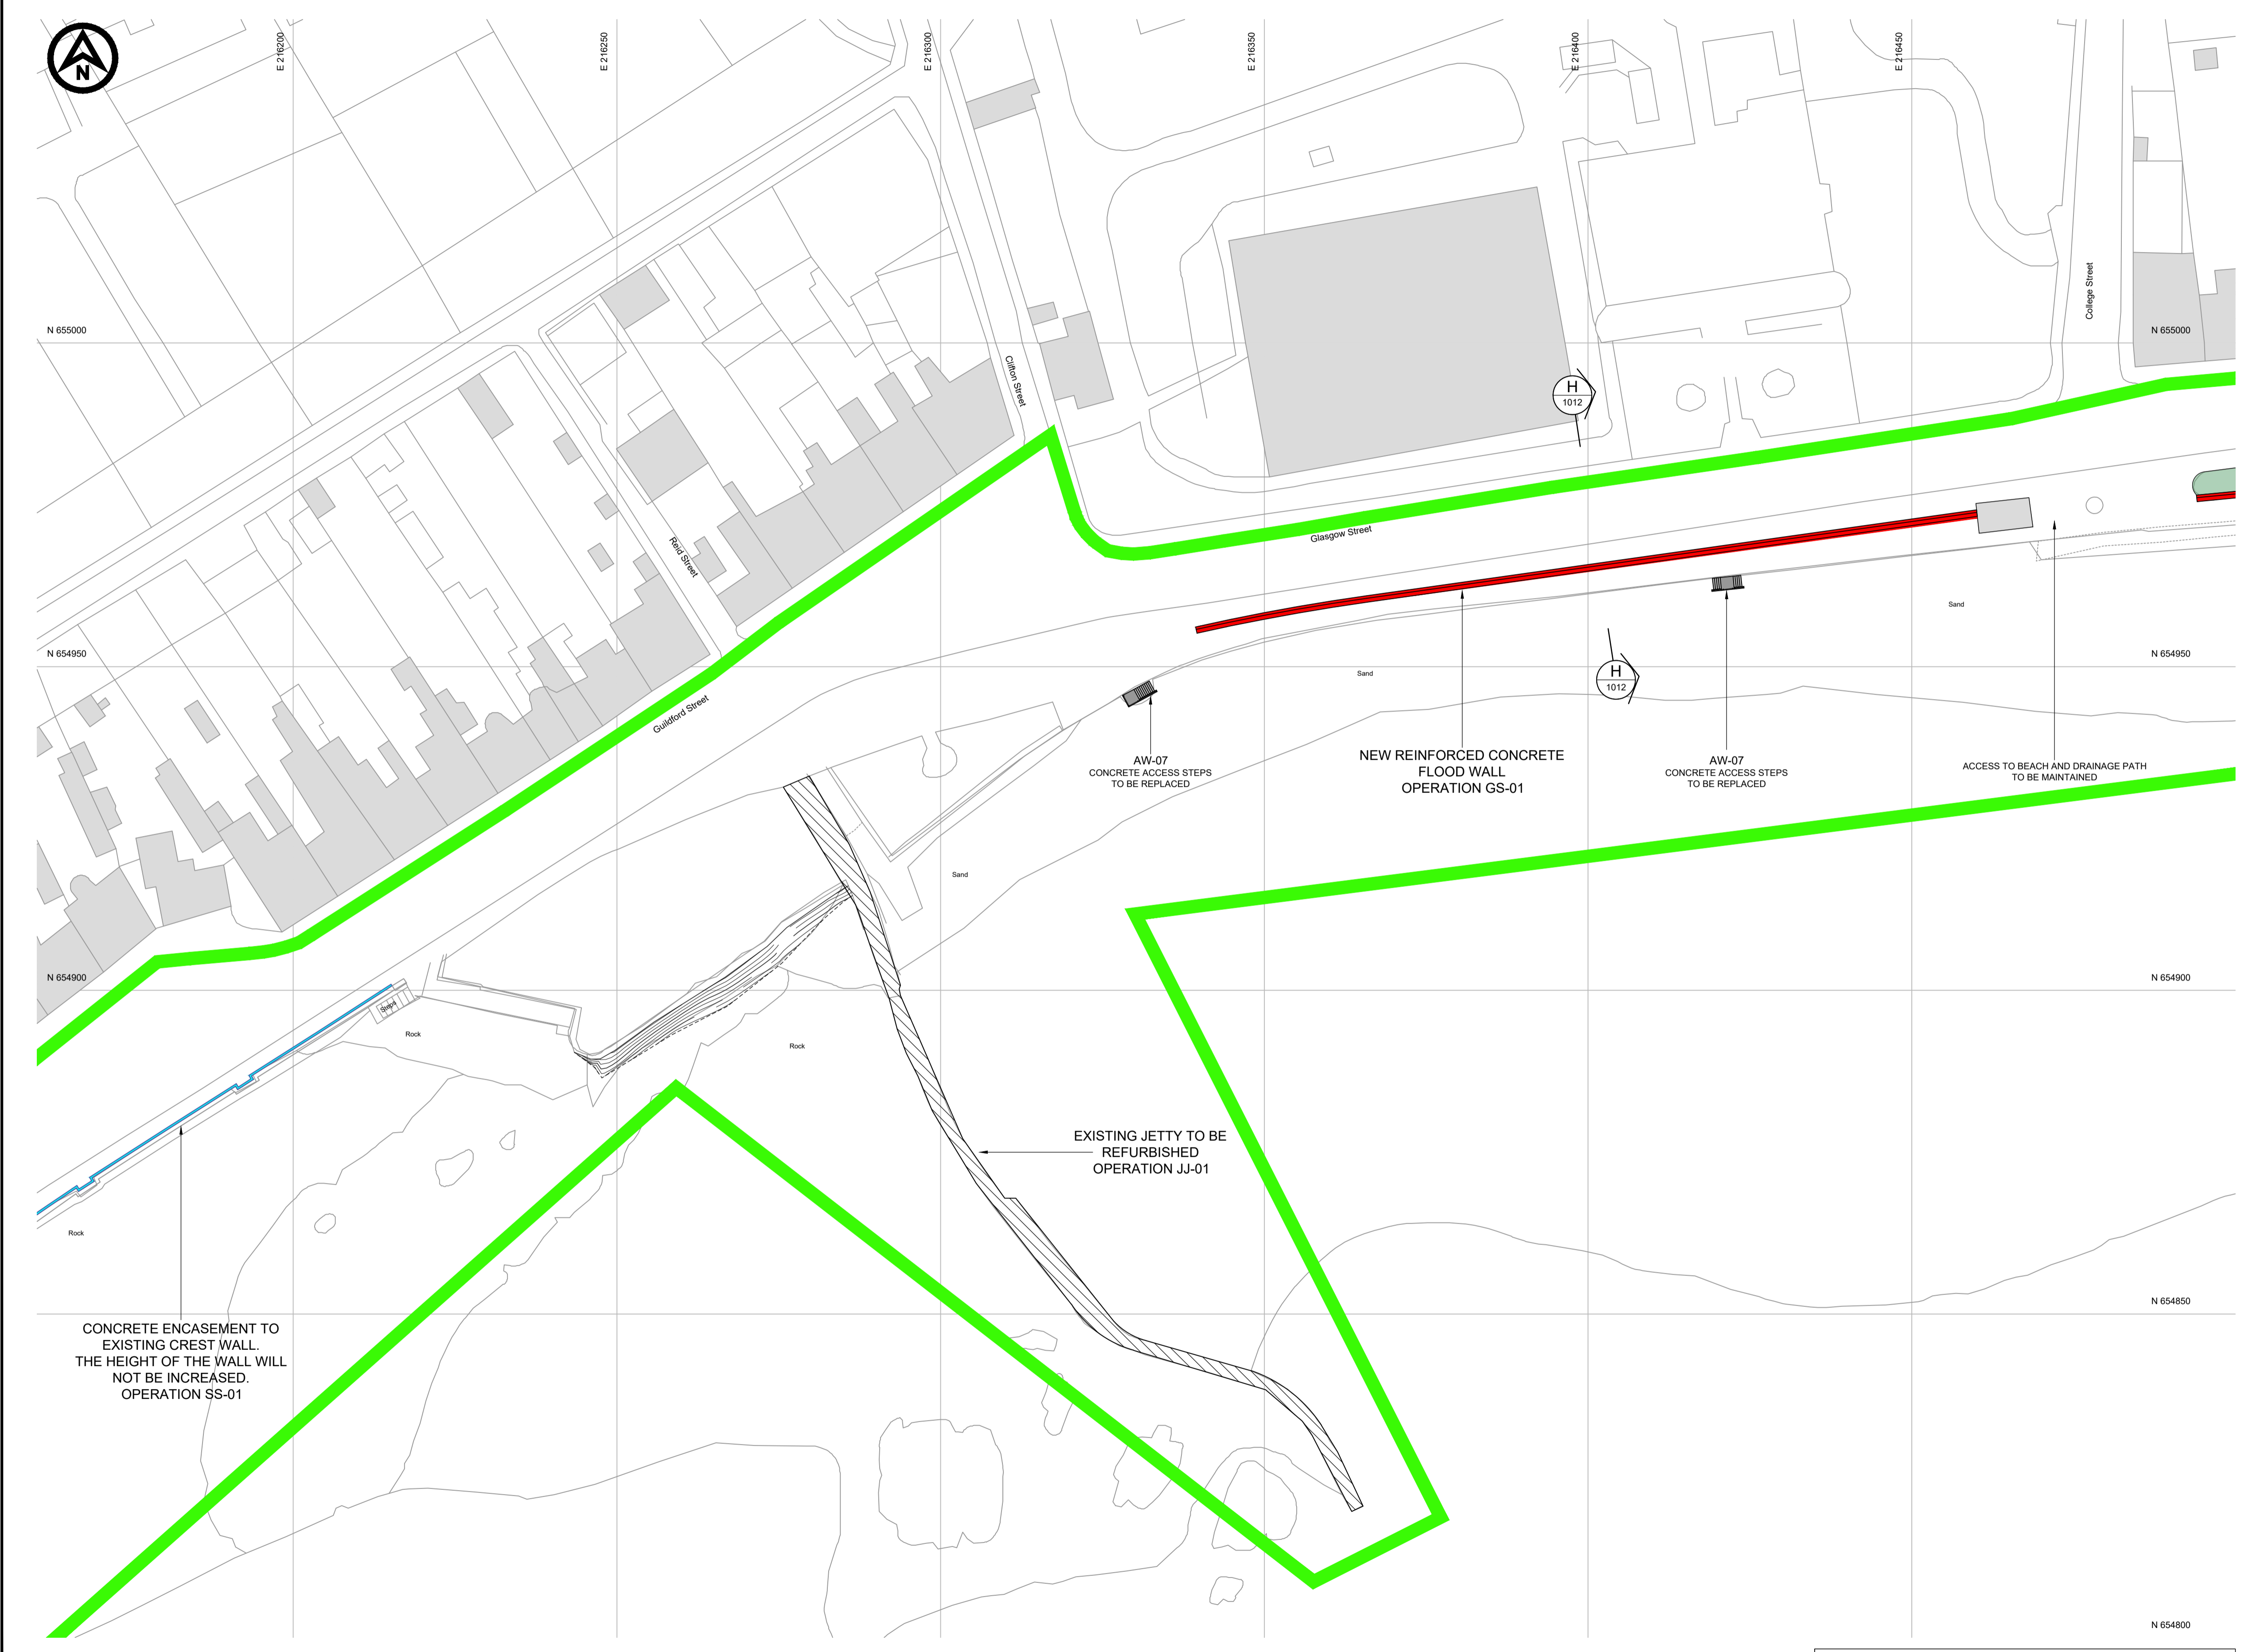 N
E 216200
E 216250
E 216300
E 216350
E 216400
E 216450
N 655000
N 655000
College Street
Clifton Street
H
1012
Glasgow Street
Reid Street
Sand
N 654950
N 654950
Sand
H
1012
Guildford Street
AW-07
CONCRETE ACCESS STEPS
TO BE REPLACED
NEW REINFORCED CONCRETE
FLOOD WALL
OPERATION GS-01
AW-07
CONCRETE ACCESS STEPS
TO BE REPLACED
ACCESS TO BEACH AND DRAINAGE PATH
TO BE MAINTAINED
Sand
N 654900
N 654900
Steps
Rock
Rock
EXISTING JETTY TO BE
REFURBISHED
OPERATION JJ-01
Rock
N 654850
CONCRETE ENCASEMENT TO
EXISTING CREST WALL.
THE HEIGHT OF THE WALL WILL
NOT BE INCREASED.
OPERATION SS-01
N 654800